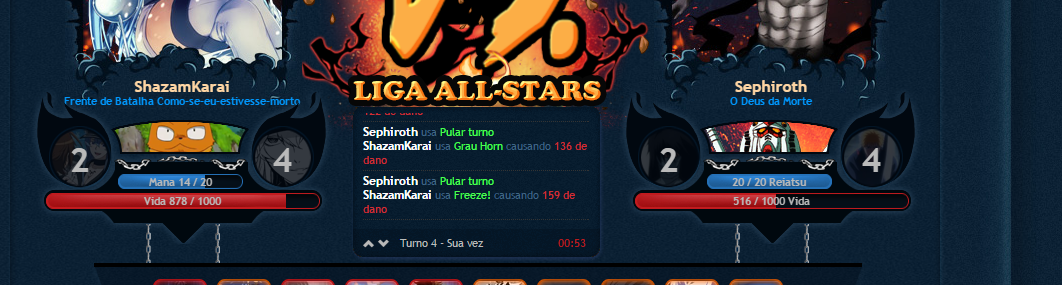 LIGA ALL-STARS
ShazamKarai
Frente de Batalha Como-se-eu-estivesse-morto
2
4
Mana 14 / 20
Vida 878 / 1000
122 de dano
Sephiroth usa Pular turno
ShazamKarai usa Grau Horn causando 136 de
dano
Sephiroth usa Pular turno
ShazamKarai usa Freeze! causando 159 de
dano
Turno 4 - Sua vez 00:53
Sephiroth
O Deus da Morte
2
4
20 / 20 Reiatsu
516 / 1000 Vida